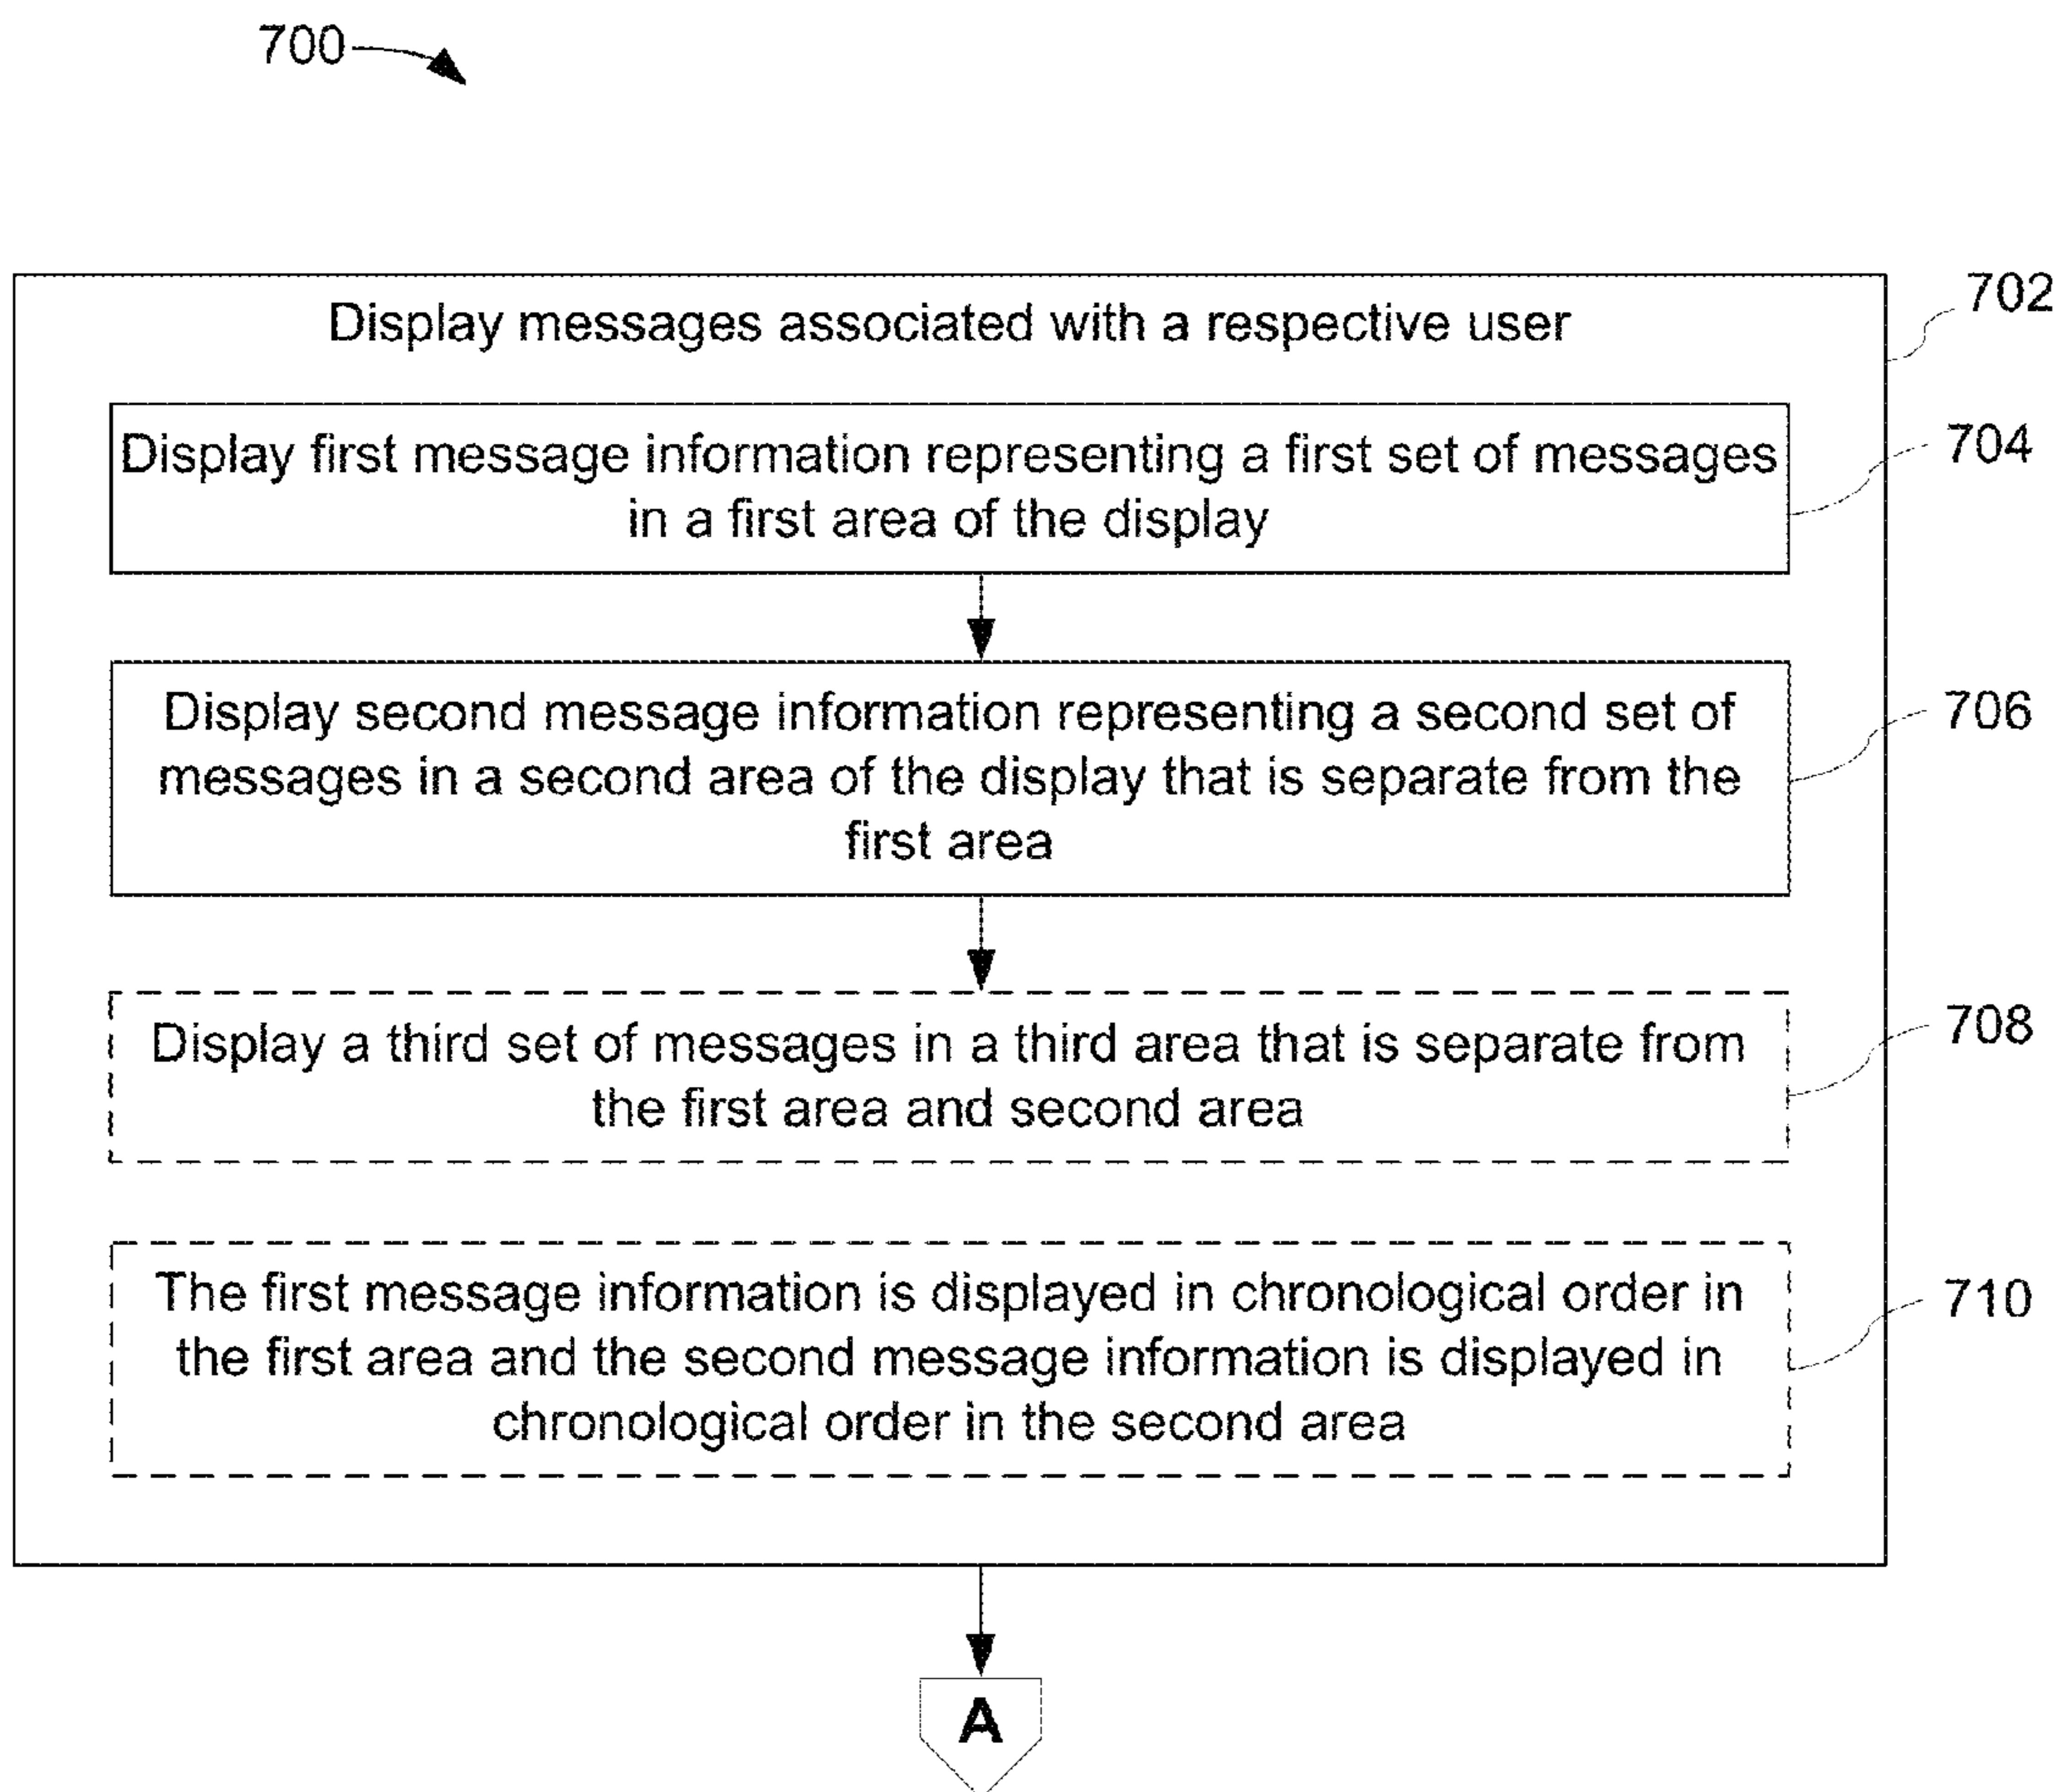 700
702
Display messages associated with a respective user
Display first message information representing a first set of messages
in a first area of the display
704
Display second message information representing a second set of
messages in a second area of the display that is separate from the
first area
706
Display a third set of messages in a third area that is separate from
the first area and second area
708
The first message information is displayed in chronological order in
the first area and the second message information is displayed in
chronological order in the second area
710
A